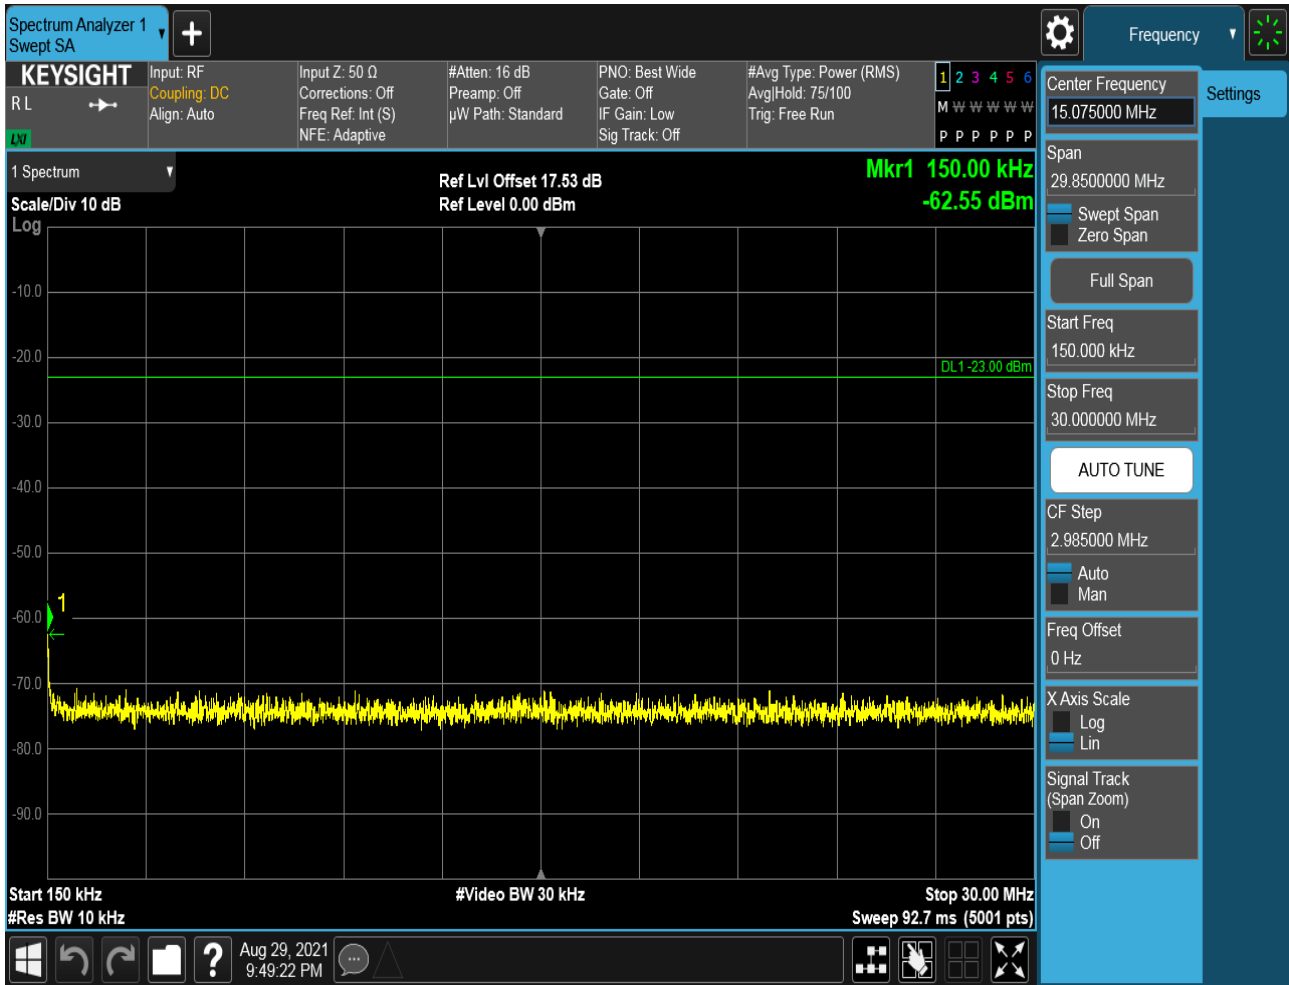 Spectrum Analyzer 1
Swept SA
Frequency
KEYSIGHT
R L
LXI
Input: RF
Coupling: DC
Align: Auto
Input Z: 50 Ω
Corrections: Off
Freq Ref: Int (S)
NFE: Adaptive
#Atten: 16 dB
Preamp: Off
µW Path: Standard
PNO: Best Wide
Gate: Off
IF Gain: Low
Sig Track: Off
#Avg Type: Power (RMS)
Avg|Hold: 75/100
Trig: Free Run
1 2 3 4 5 6
M W W W W W
P P P P P P
Center Frequency
15.075000 MHz
Settings
Span
29.8500000 MHz
Swept Span
Zero Span
Full Span
Start Freq
150.000 kHz
Stop Freq
30.000000 MHz
AUTO TUNE
CF Step
2.985000 MHz
Auto
Man
Freq Offset
0 Hz
X Axis Scale
Log
Lin
Signal Track
(Span Zoom)
On
Off
1 Spectrum
Scale/Div 10 dB
Log
Ref Lvl Offset 17.53 dB
Ref Level 0.00 dBm
Mkr1 150.00 kHz
-62.55 dBm
-10.0
-20.0
DL1 -23.00 dBm
-30.0
-40.0
-50.0
1
-60.0
-70.0
-80.0
-90.0
Start 150 kHz
#Video BW 30 kHz
Stop 30.00 MHz
#Res BW 10 kHz
Sweep 92.7 ms (5001 pts)
?
Aug 29, 2021
9:49:22 PM